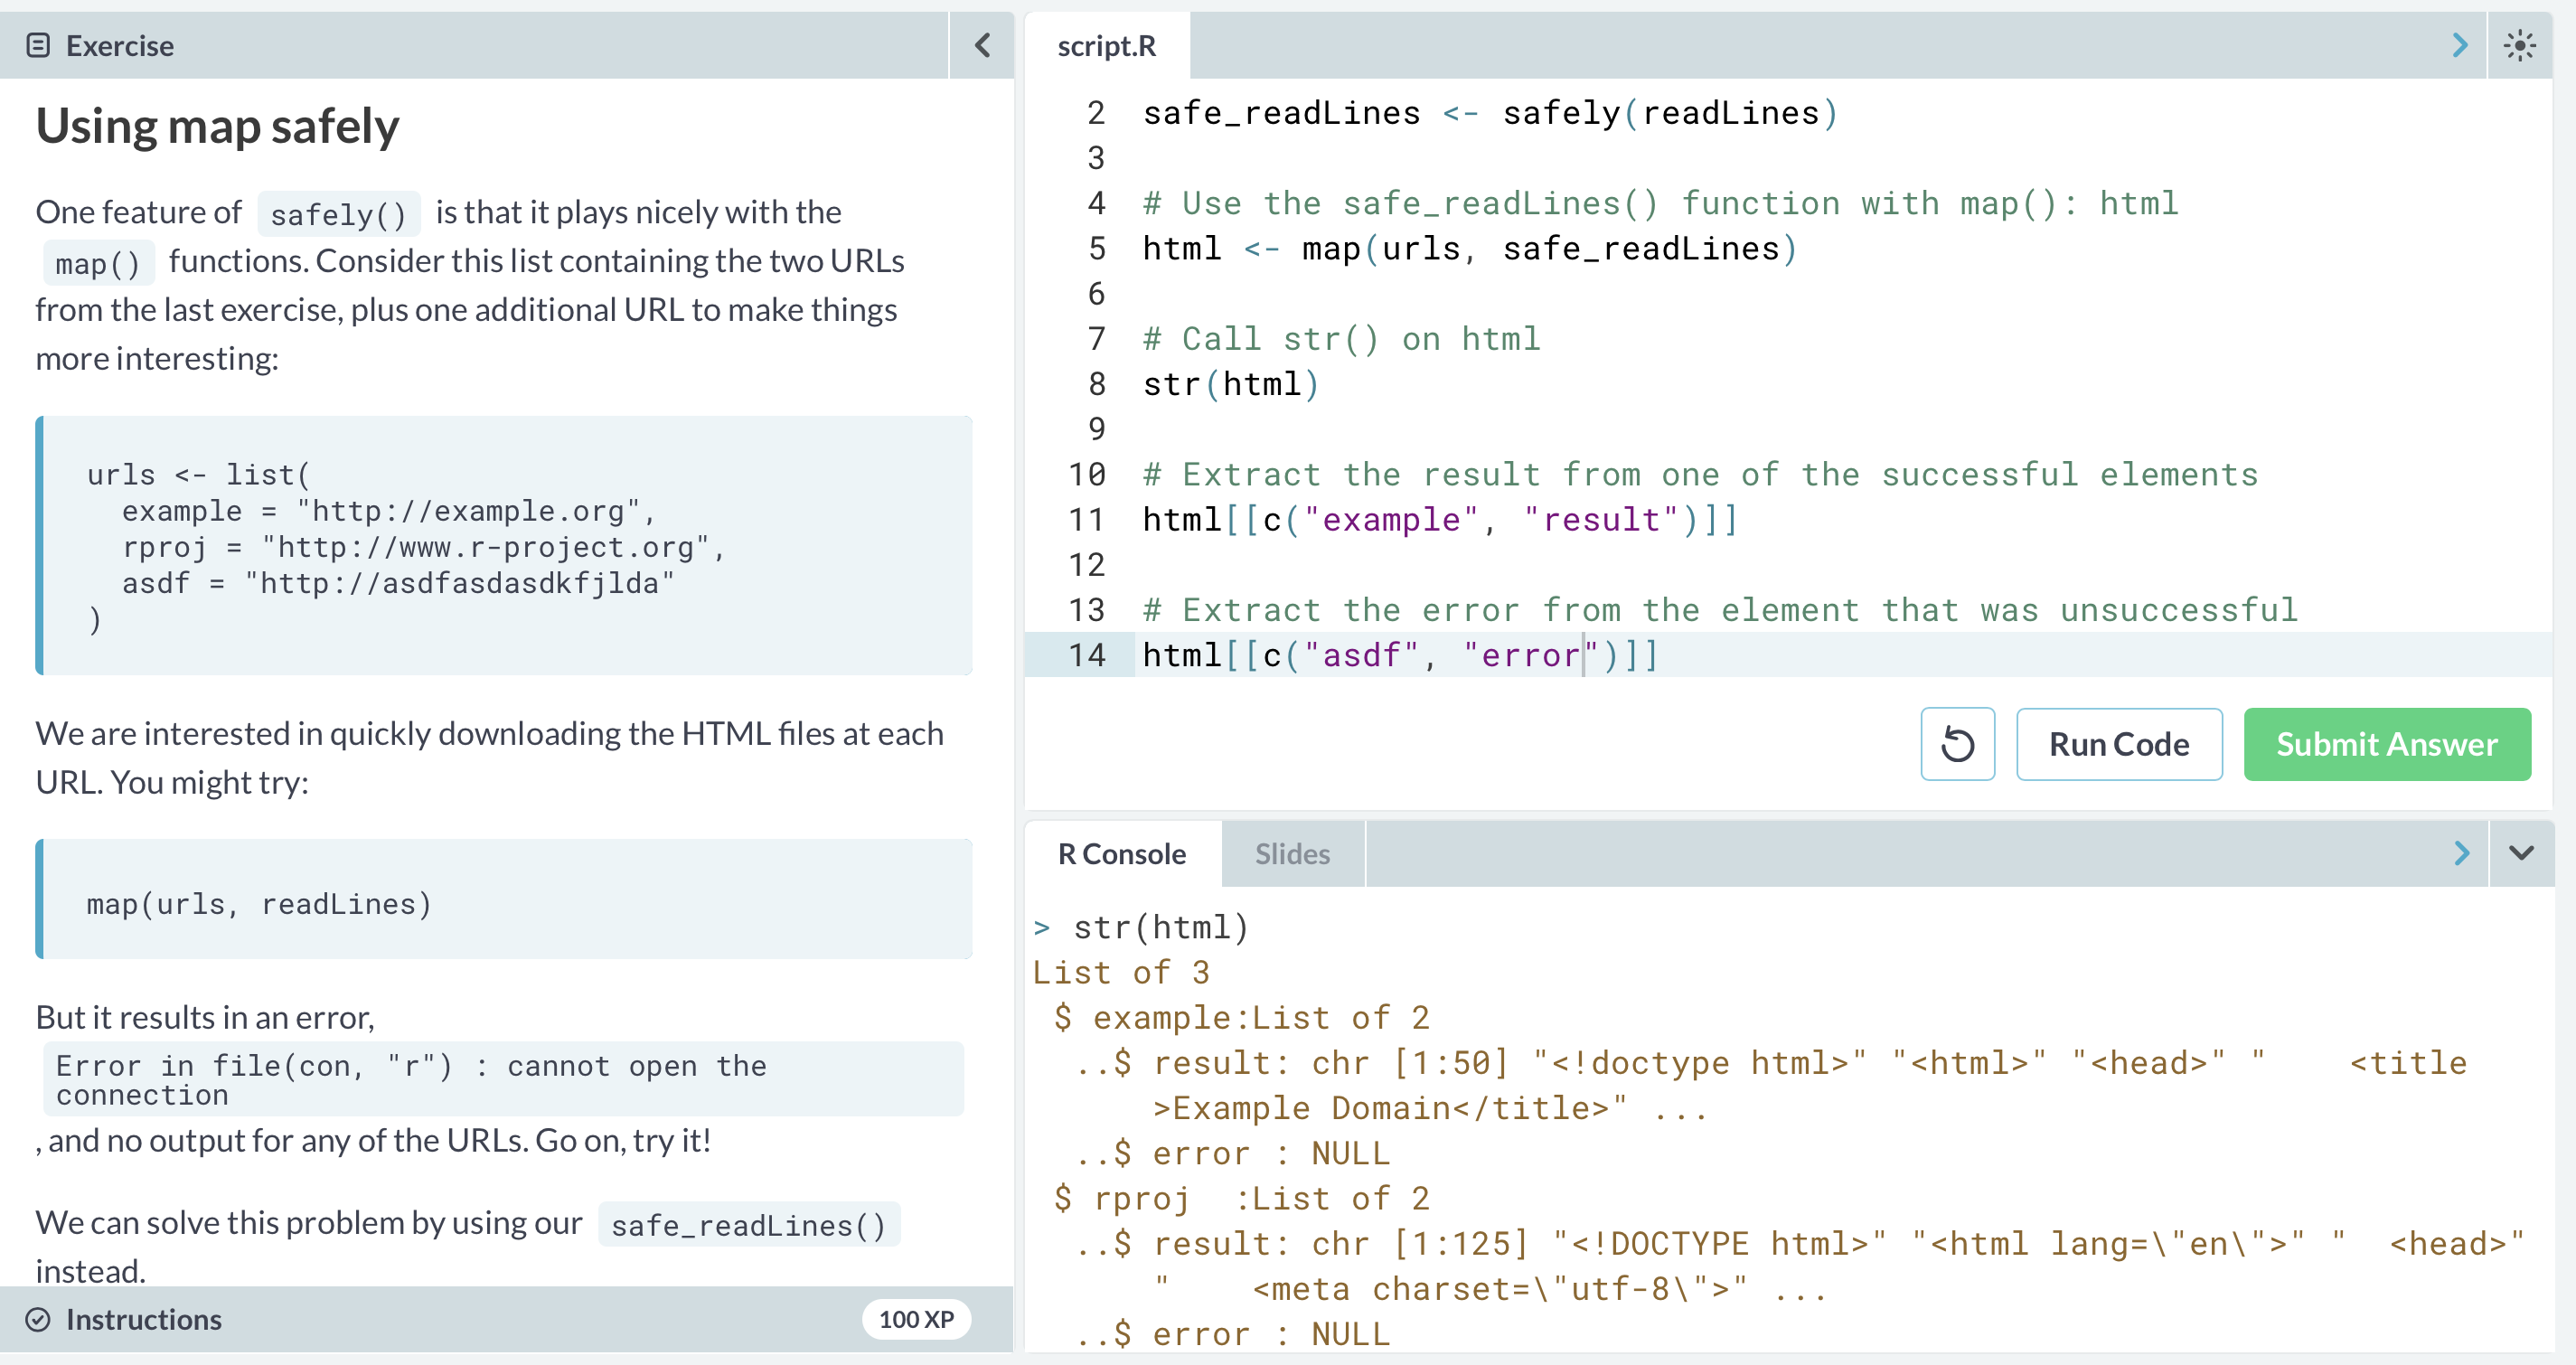 Exercise
Using map safely
One feature of safely() is that it plays nicely with the
map() functions. Consider this list containing the two URLs
from the last exercise, plus one additional URL to make things
more interesting:
urls <- list(
  example = "http://example.org",
  rproj = "http://www.r-project.org",
  asdf = "http://asdfasdasdkfjlda"
)
We are interested in quickly downloading the HTML files at each
URL. You might try:
map(urls, readLines)
But it results in an error,
Error in file(con, "r") : cannot open the
connection
, and no output for any of the URLs. Go on, try it!
We can solve this problem by using our safe_readLines()
instead.
Instructions
100 XP
script.R
2 safe_readLines <- safely(readLines)
3
4 # Use the safe_readLines() function with map(): html
5 html <- map(urls, safe_readLines)
6
7 # Call str() on html
8 str(html)
9
10 # Extract the result from one of the successful elements
11 html[[c("example", "result")]]
12
13 # Extract the error from the element that was unsuccessful
14 html[[c("asdf", "error")]]
Run Code
Submit Answer
R Console
Slides
> str(html)
List of 3
 $ example:List of 2
  ..$ result: chr [1:50] "<!doctype html>" "<html>" "<head>" "    <title
      >Example Domain</title>" ...
  ..$ error : NULL
 $ rproj  :List of 2
  ..$ result: chr [1:125] "<!DOCTYPE html>" "<html lang=\"en\">" "  <head>"
      "    <meta charset=\"utf-8\">" ...
  ..$ error : NULL